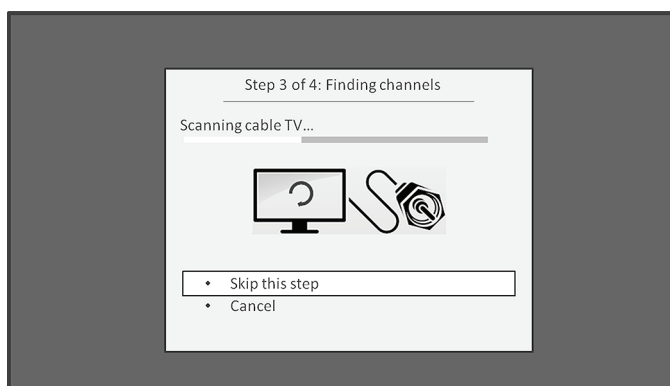 Step 3 of 4: Finding channels
Scanning cable TV...
Skip this step
Cancel